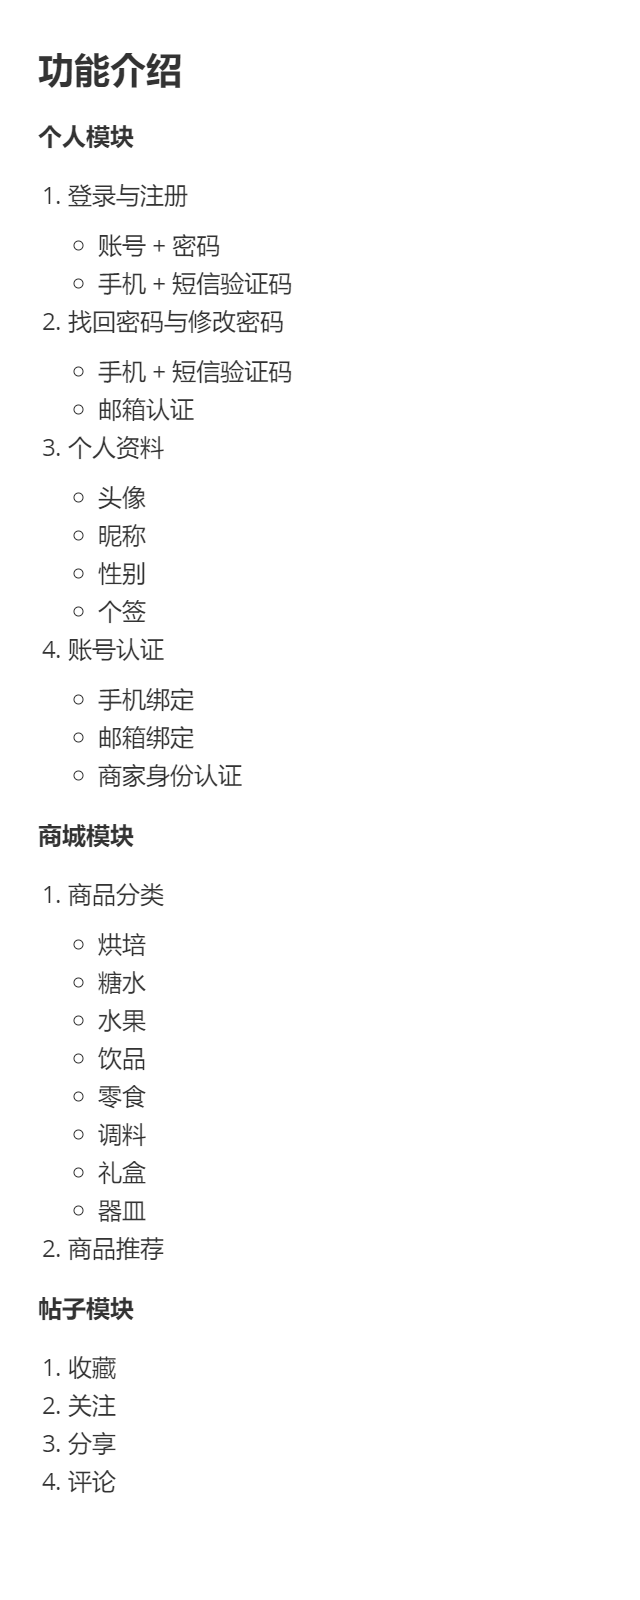 功能介绍
个人模块
1. 登录与注册
○ 账号 + 密码
○ 手机 + 短信验证码
2. 找回密码与修改密码
○ 手机 + 短信验证码
○ 邮箱认证
3. 个人资料
○ 头像
○ 昵称
○ 性别
○ 个签
4. 账号认证
○ 手机绑定
○ 邮箱绑定
○ 商家身份认证
商城模块
1. 商品分类
○ 烘培
○ 糖水
○ 水果
○ 饮品
○ 零食
○ 调料
○ 礼盒
○ 器皿
2. 商品推荐
帖子模块
1. 收藏
2. 关注
3. 分享
4. 评论